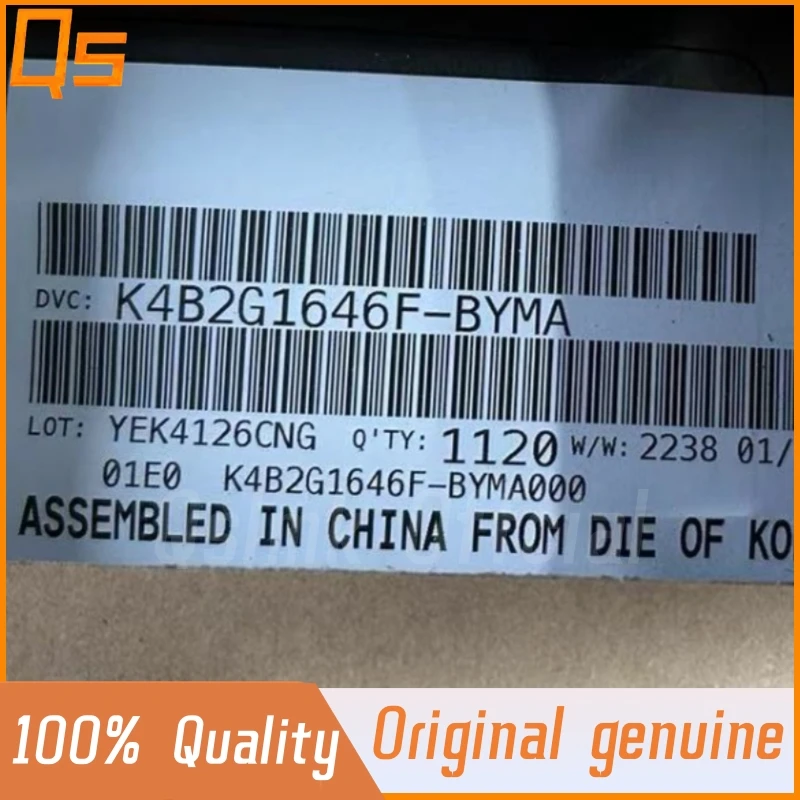 QS
DVC: K4B2G1646F-BYMA
LOT: YEK4126CNG Q'TY: 1120 W/W: 2238 01/
01E0 K4B2G1646F-BYMA000
ASSEMBLED IN CHINA FROM DIE OF KO
100% Quality Original genuine